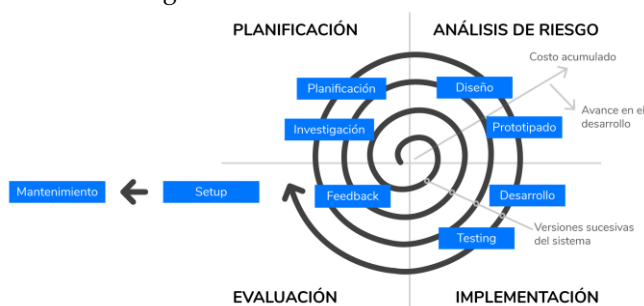 PLANIFICACIÓN
ANÁLISIS DE RIESGO
Costo acumulado
Planificación
Diseño
Avance en el
desarrollo
Investigación
Prototipado
Mantenimiento
Setup
Feedback
Desarrollo
Testing
Versiones sucesivas
del sistema
EVALUACIÓN
IMPLEMENTACIÓN